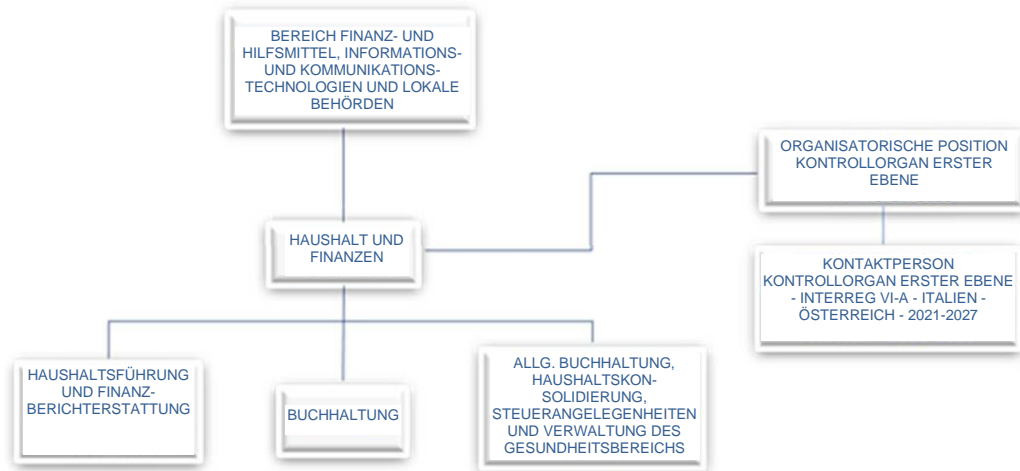 BEREICH FINANZ- UND
HILFSMITTEL, INFORMATIONS-
UND KOMMUNIKATIONS-
TECHNOLOGIEN UND LOKALE
BEHÖRDEN
ORGANISATORISCHE POSITION
KONTROLLORGAN ERSTER
EBENE
HAUSHALT UND
FINANZEN
KONTAKTPERSON
KONTROLLORGAN ERSTER EBENE
- INTERREG VI-A - ITALIEN -
ÖSTERREICH - 2021-2027
HAUSHALTSFÜHRUNG
UND FINANZ-
BERICHTERSTATTUNG
BUCHHALTUNG
ALLG. BUCHHALTUNG,
HAUSHALTSKON-
SOLIDIERUNG,
STEUERANGELEGENHEITEN
UND VERWALTUNG DES
GESUNDHEITSBEREICHS